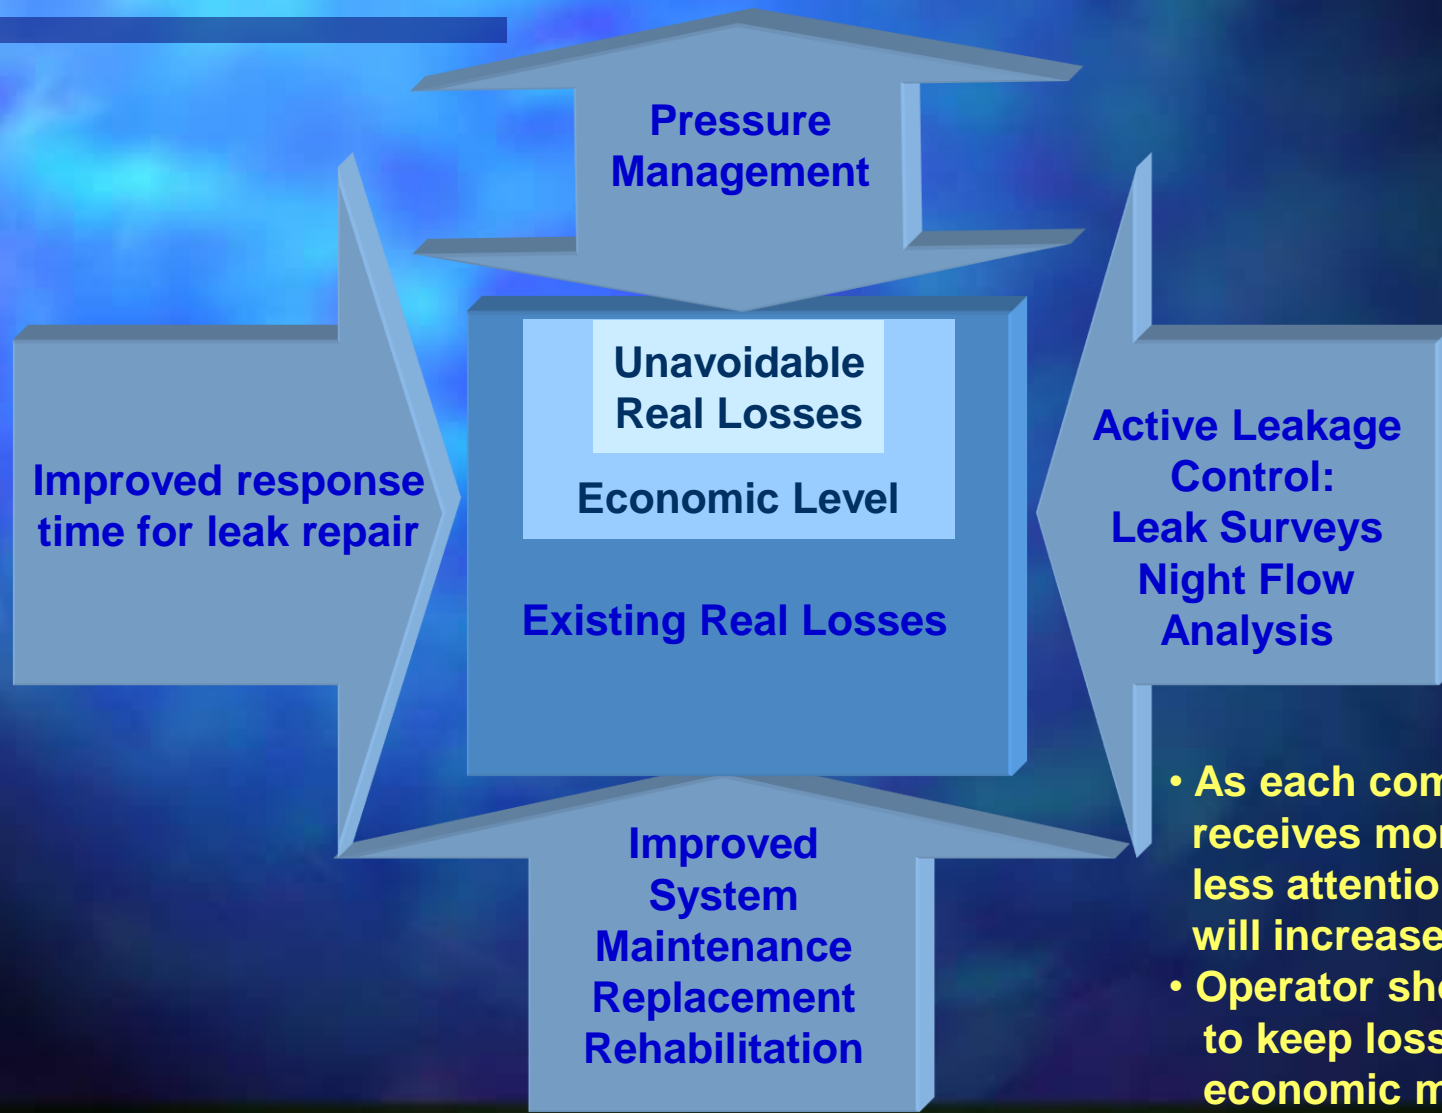 Pressure
Management
Unavoidable
Real Losses
Economic Level
Existing Real Losses
Improved response
time for leak repair
Active Leakage
Control:
Leak Surveys
Night Flow
Analysis
Improved
System
Maintenance
Replacement
Rehabilitation
• As each
receives
less
will increase
• Operator
to keep
economic